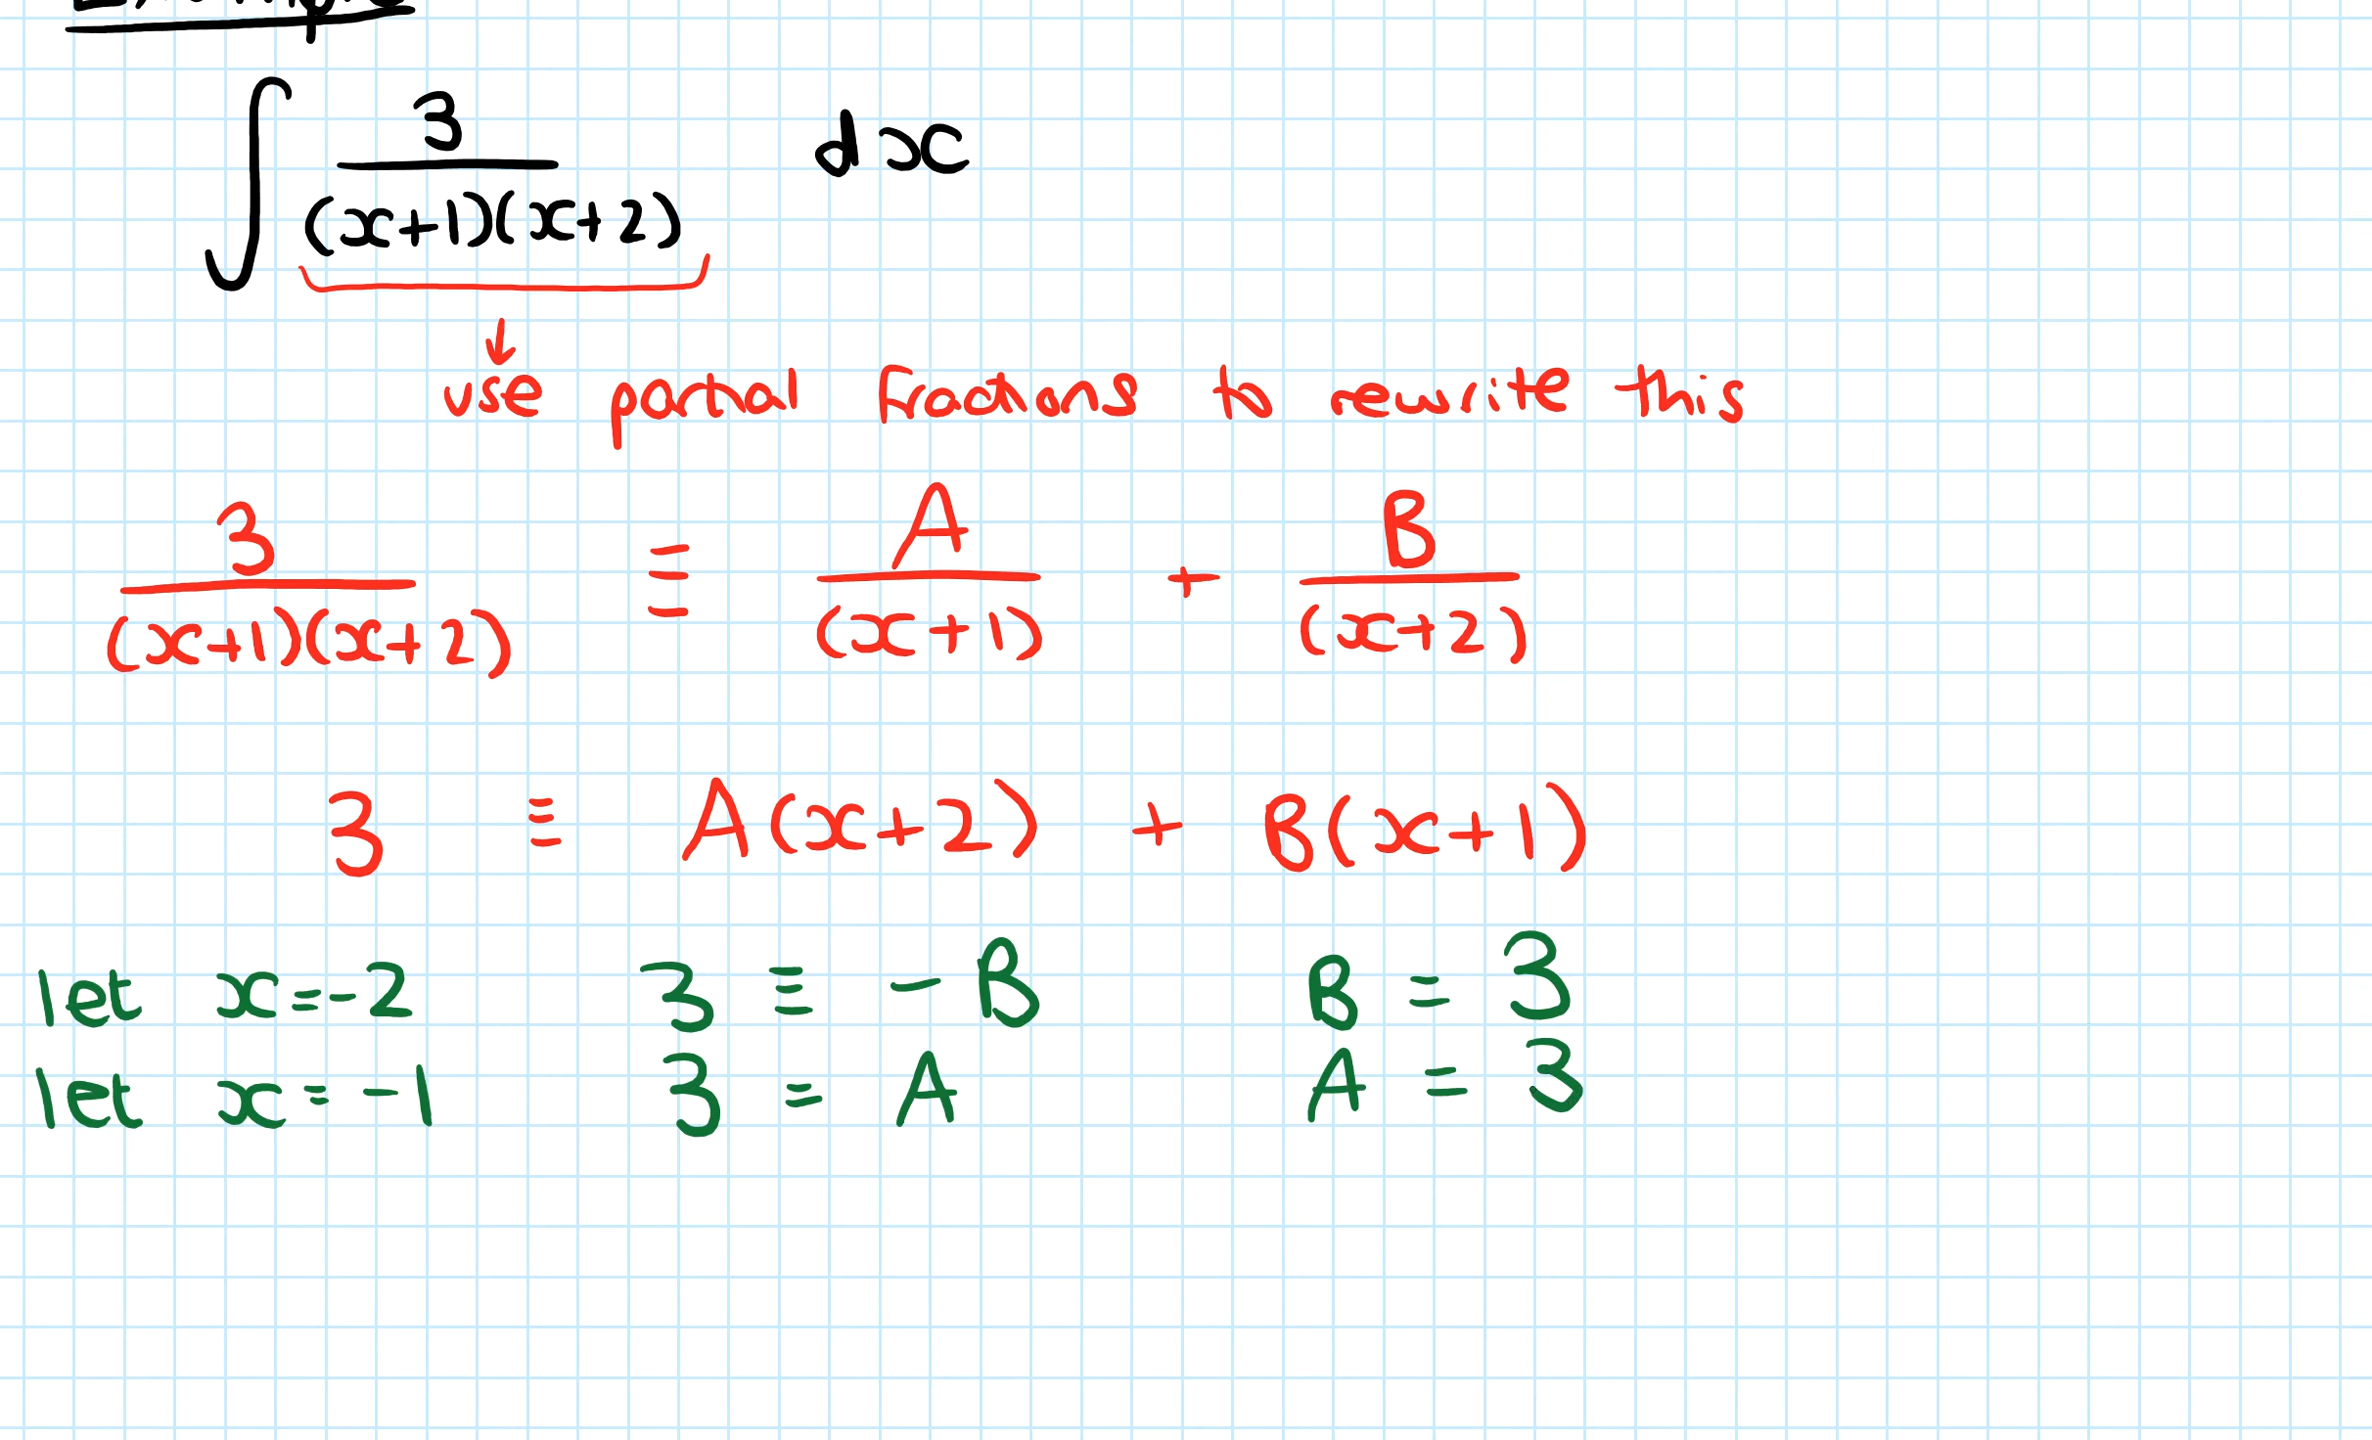 ∫ 3/((x+1)(x+2)) dx
↓
use partial fractions to rewrite this
3/((x+1)(x+2)) ≡ A/(x+1) + B/(x+2)
3 ≡ A(x+2) + B(x+1)
let x=-2 3 ≡ -B B = 3
let x=-1 3 = A A = 3